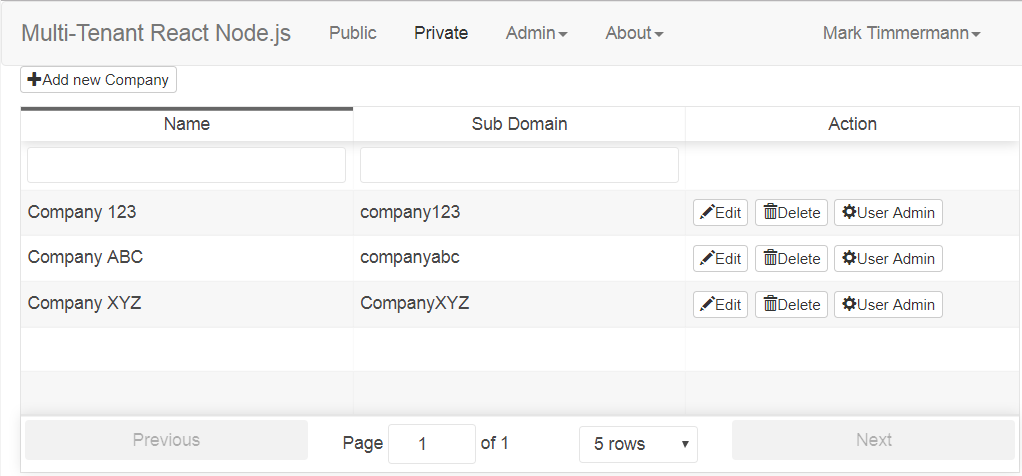 Multi-Tenant React Node.js Public Private Admin About Mark Timmermann
Add new Company
Name Sub Domain Action
Company 123 company123 Edit Delete User Admin
Company ABC companyabc Edit Delete User Admin
Company XYZ CompanyXYZ Edit Delete User Admin
Previous Page 1 of 1 5 rows Next